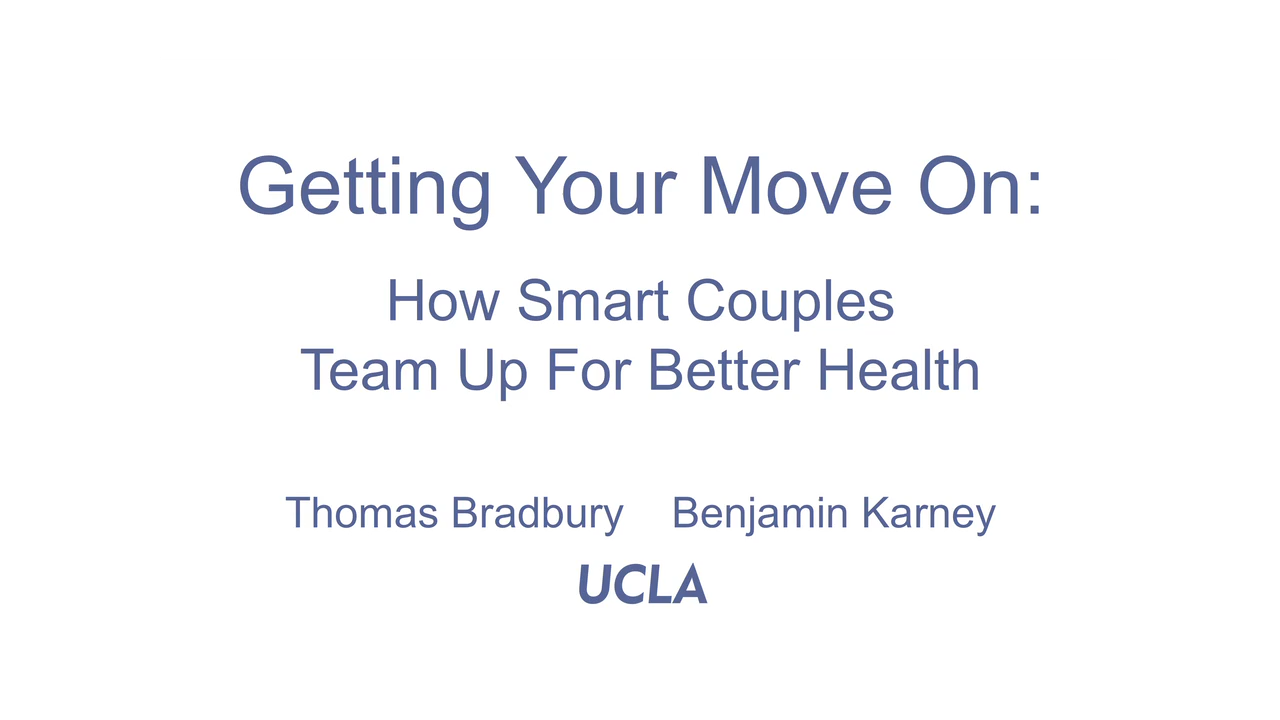 Getting Your Move On:
How Smart Couples
Team Up For Better Health
Thomas Bradbury Benjamin Karney
UCLA